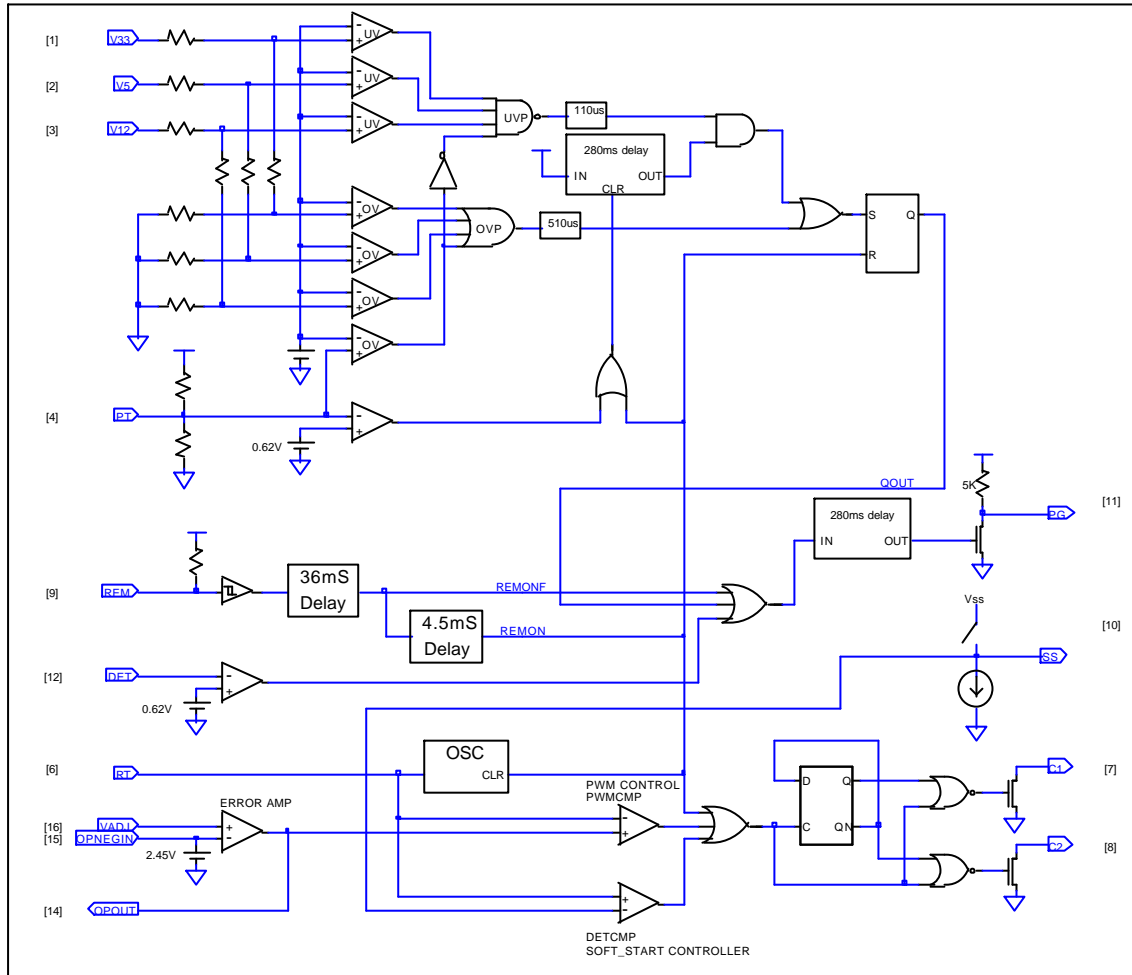 [1] V33
UV
[2] V5
UV
[3] V12
UV
UVP
110us
280ms delay
IN OUT
CLR
OV
OVP
510us
OV
OV
OV
S Q
R
[4] PT
0.62V
QOUT
5K
PG [11]
280ms delay
IN OUT
[9] REM
36mS
Delay
REMONF
4.5mS
Delay
REMON
Vss
[10]
SS
[12] DET
0.62V
[6] RT
OSC
CLR
PWM CONTROL
PWMCMP
D Q
C QN
C1 [7]
C2 [8]
ERROR AMP
[16] VADJ
[15] OPNEGIN
2.45V
[14] OPOUT
DETCMP
SOFT_START CONTROLLER